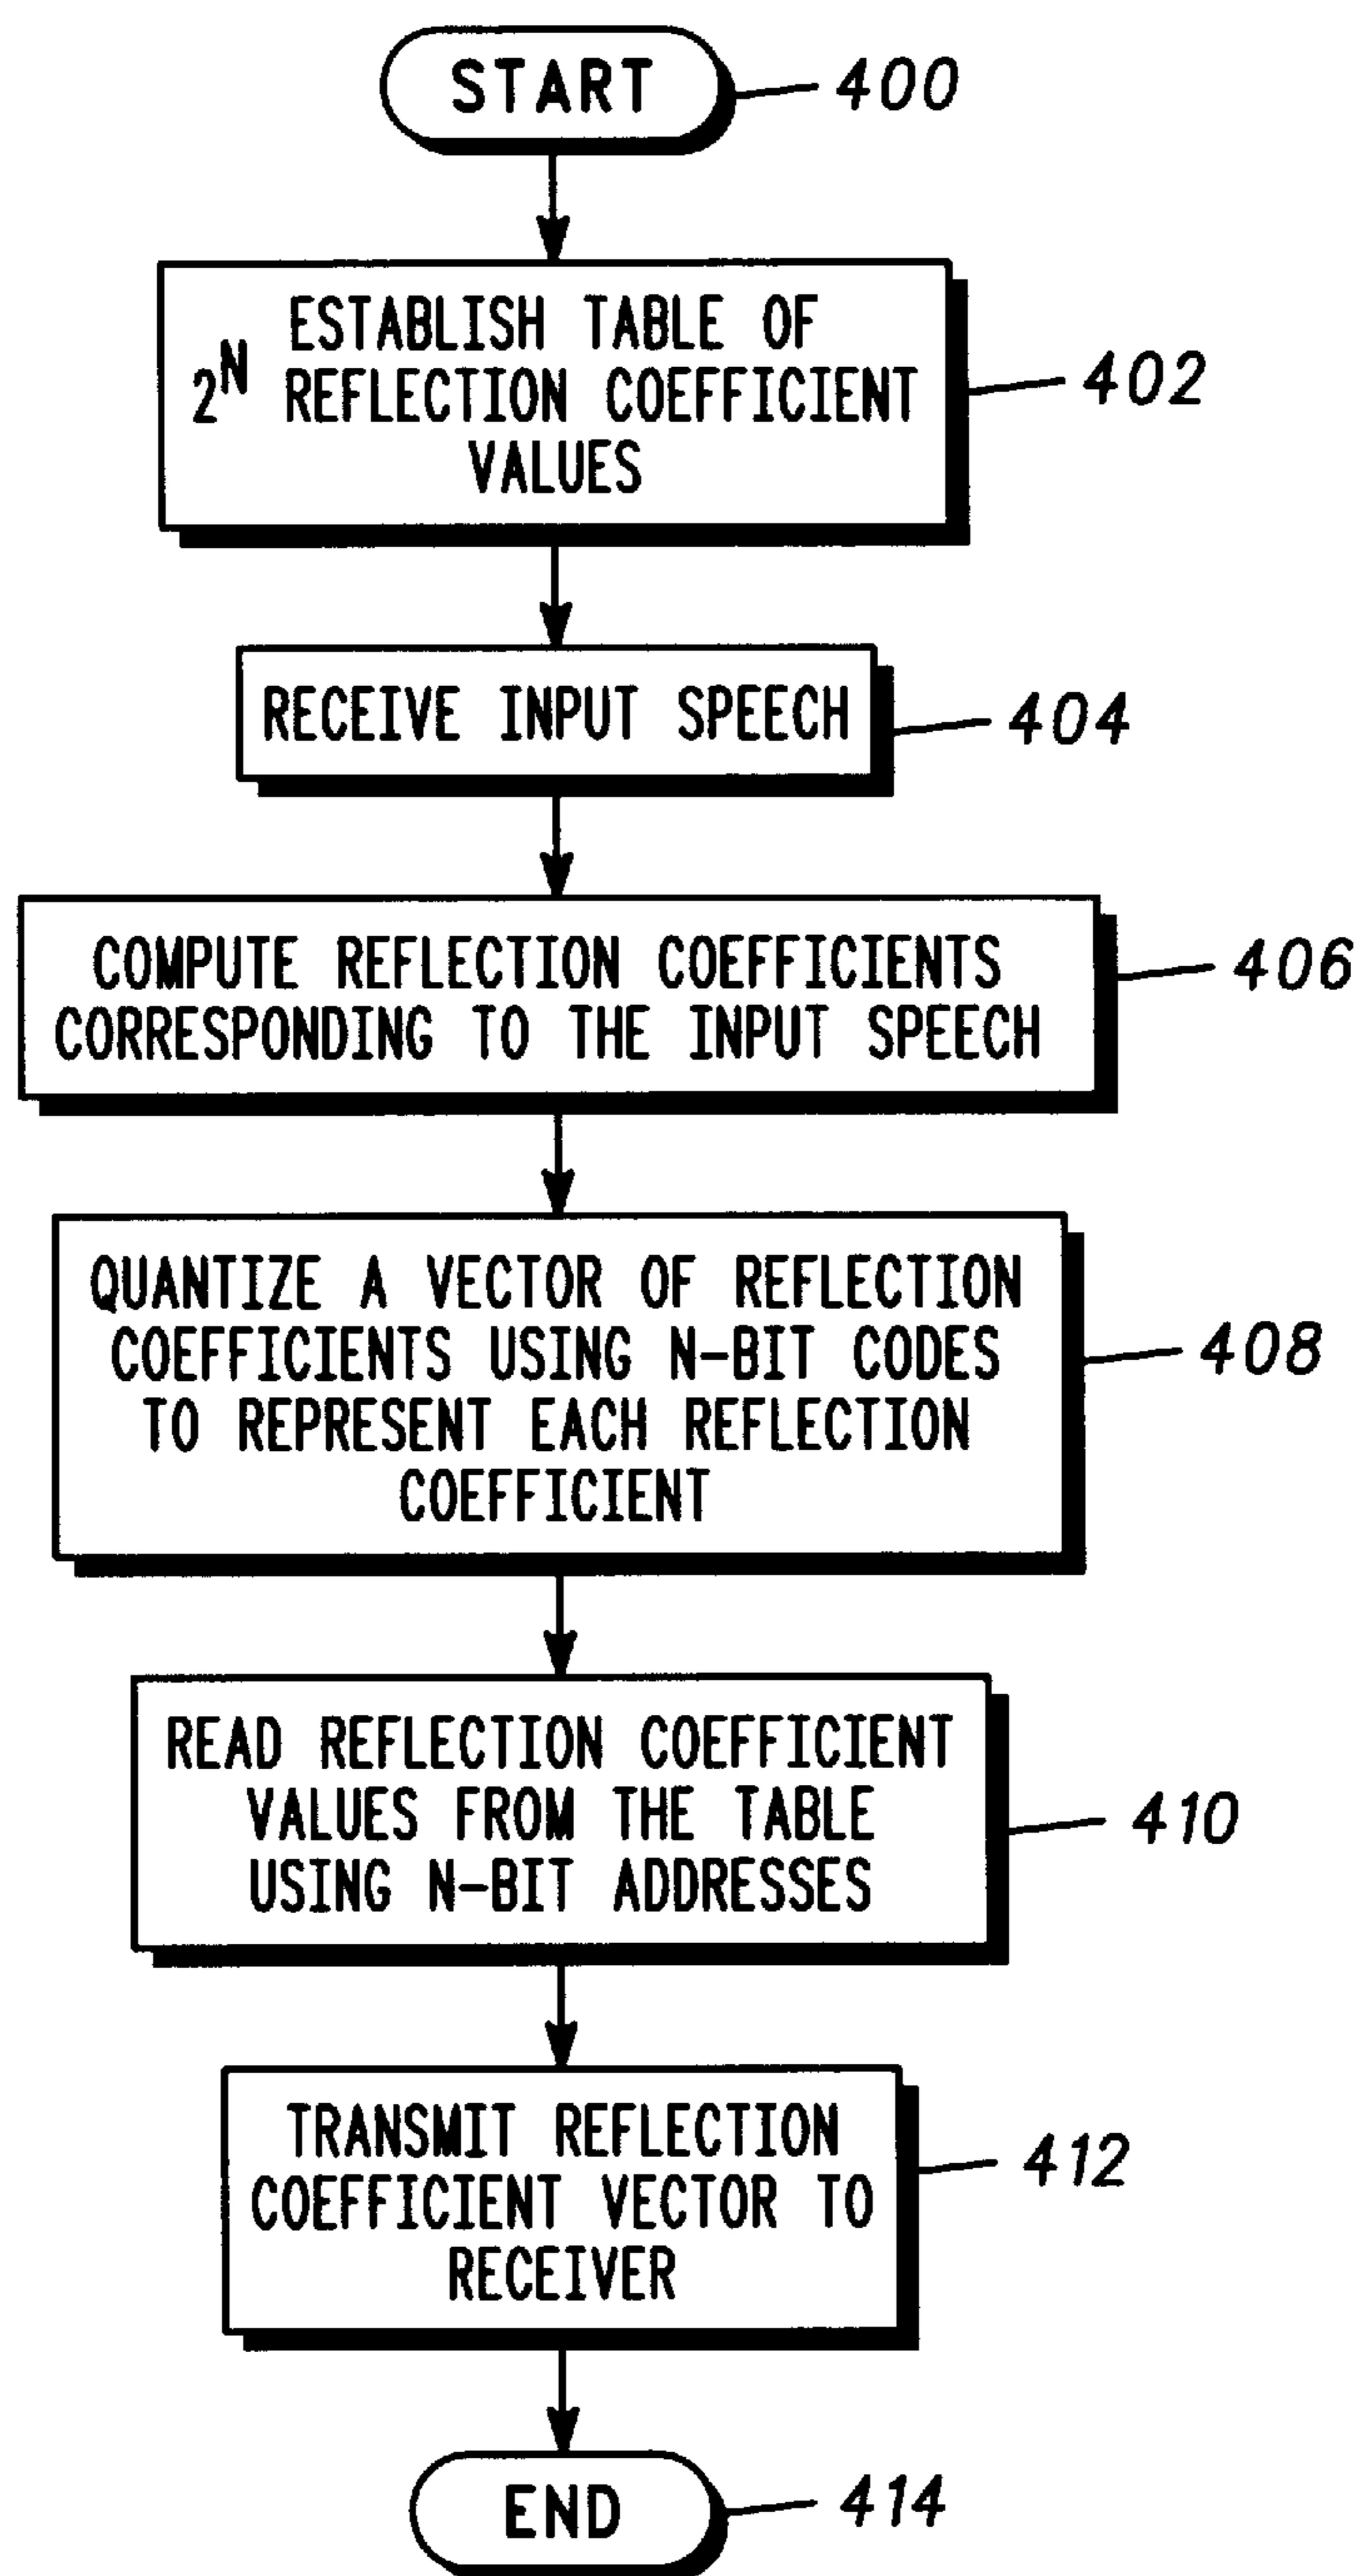 START
400
ESTABLISH TABLE OF
2^N REFLECTION COEFFICIENT
VALUES
402
RECEIVE INPUT SPEECH
404
COMPUTE REFLECTION COEFFICIENTS
CORRESPONDING TO THE INPUT SPEECH
406
QUANTIZE A VECTOR OF REFLECTION
COEFFICIENTS USING N-BIT CODES
TO REPRESENT EACH REFLECTION
COEFFICIENT
408
READ REFLECTION COEFFICIENT
VALUES FROM THE TABLE
USING N-BIT ADDRESSES
410
TRANSMIT REFLECTION
COEFFICIENT VECTOR TO
RECEIVER
412
END
414